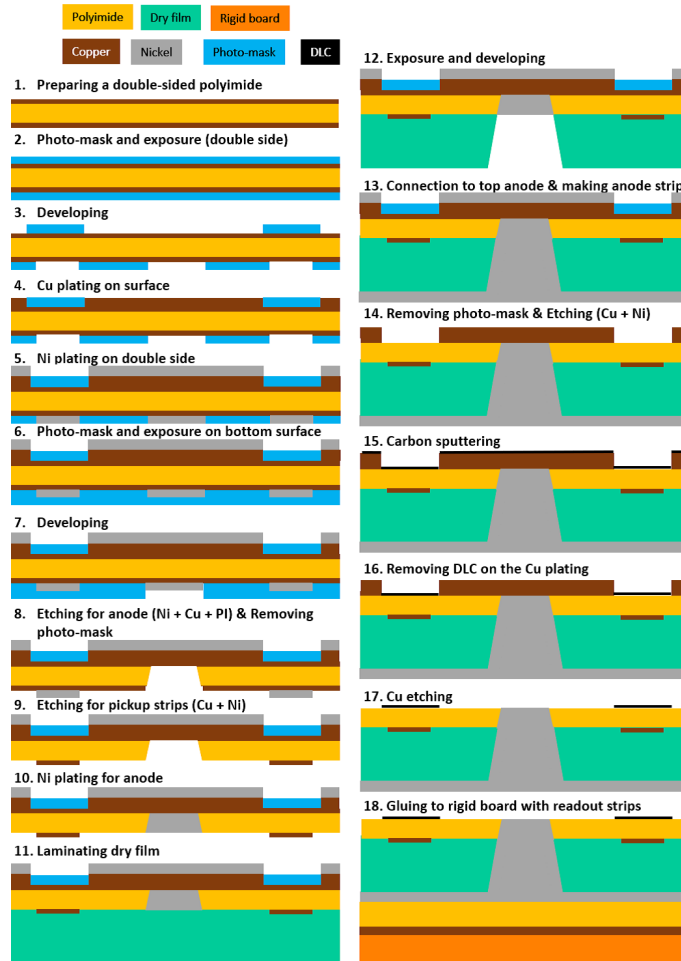 Polyimide
Dry film
Rigid board
Copper
Nickel
Photo-mask
DLC
1. Preparing a double-sided polyimide
2. Photo-mask and exposure (double side)
3. Developing
4. Cu plating on surface
5. Ni plating on double side
6. Photo-mask and exposure on bottom surface
7. Developing
8. Etching for anode (Ni + Cu + PI) & Removing
photo-mask
9. Etching for pickup strips (Cu + Ni)
10. Ni plating for anode
11. Laminating dry film
12. Exposure and developing
13. Connection to top anode & making anode strip
14. Removing photo-mask & Etching (Cu + Ni)
15. Carbon sputtering
16. Removing DLC on the Cu plating
17. Cu etching
18. Gluing to rigid board with readout strips